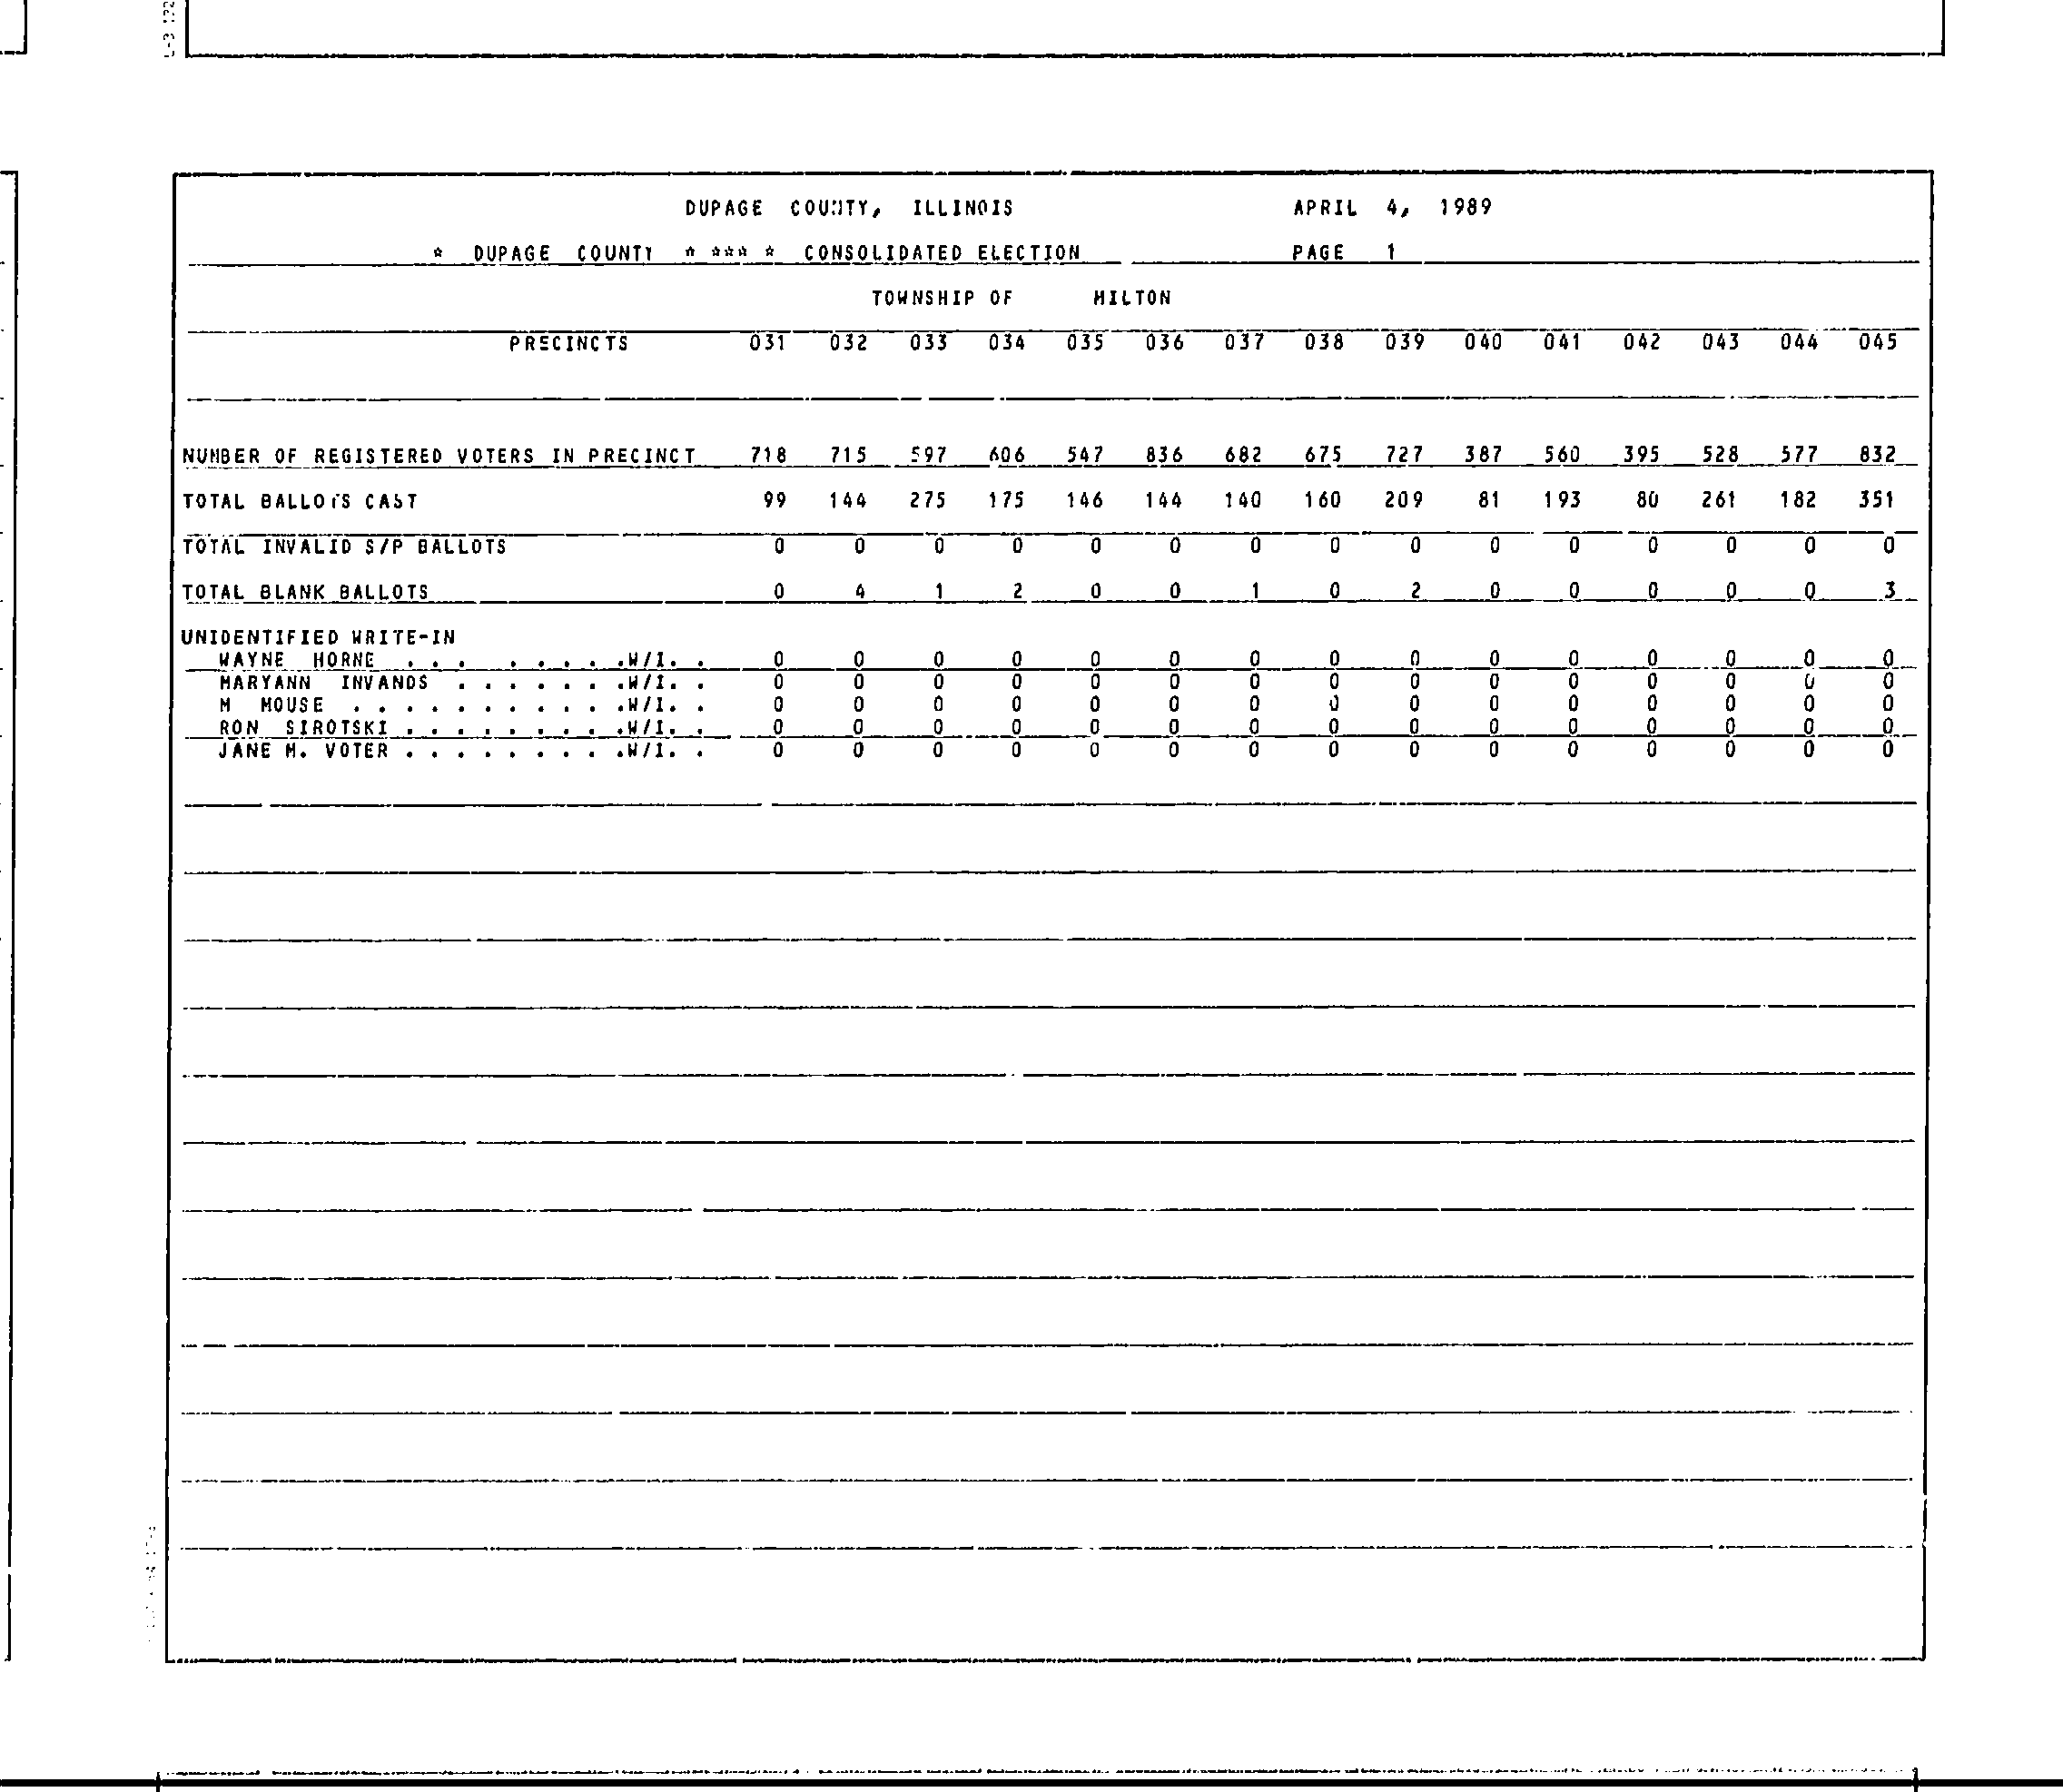 DUPAGE COUNTY, ILLINOIS APRIL 4, 1989
* DUPAGE COUNTY * *** * CONSOLIDATED ELECTION PAGE 1
TOWNSHIP OF MILTON
PRECINCTS 031 032 033 034 035 036 037 038 039 040 041 042 043 044 045
NUMBER OF REGISTERED VOTERS IN PRECINCT 718 715 597 606 547 836 682 675 727 387 560 395 528 577 832
TOTAL BALLOTS CAST 99 144 275 175 146 144 140 160 209 81 193 80 261 182 351
TOTAL INVALID S/P BALLOTS 0 0 0 0 0 0 0 0 0 0 0 0 0 0 0
TOTAL BLANK BALLOTS 0 4 1 2 0 0 1 0 2 0 0 0 0 0 3
UNIDENTIFIED WRITE-IN
WAYNE HORNE . . . . . . . . .W/I. . 0 0 0 0 0 0 0 0 0 0 0 0 0 0 0
MARYANN INVANDS . . . . . . .W/I. . 0 0 0 0 0 0 0 0 0 0 0 0 0 0 0
M MOUSE . . . . . . . . . . .W/I. . 0 0 0 0 0 0 0 0 0 0 0 0 0 0 0
RON SIROTSKI . . . . . . . . .W/I. . 0 0 0 0 0 0 0 0 0 0 0 0 0 0 0
JANE M. VOTER . . . . . . . . .W/I. . 0 0 0 0 0 0 0 0 0 0 0 0 0 0 0